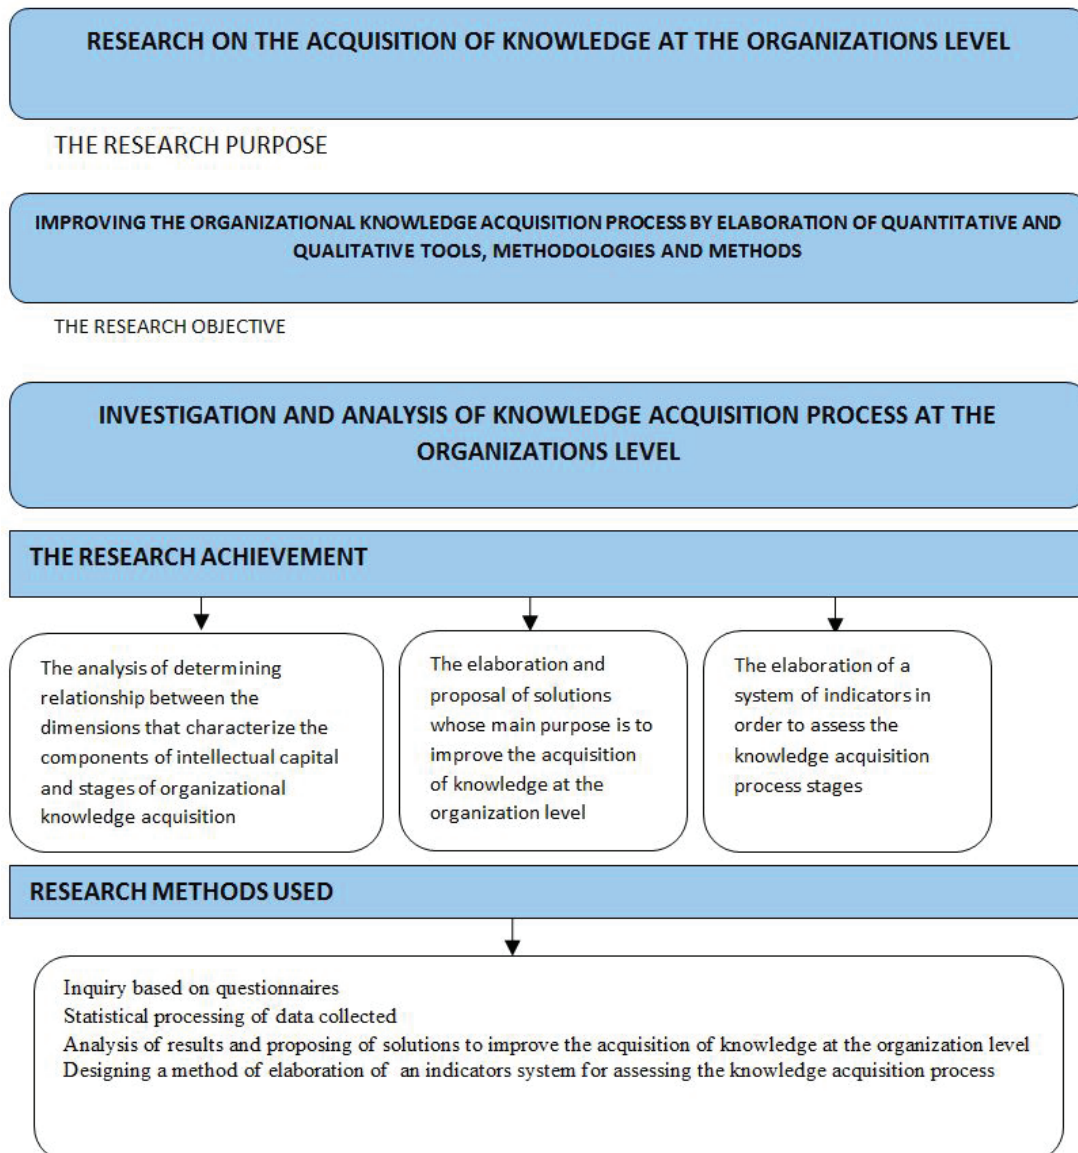 RESEARCH ON THE ACQUISITION OF KNOWLEDGE AT THE ORGANIZATIONS LEVEL
THE RESEARCH PURPOSE
IMPROVING THE ORGANIZATIONAL KNOWLEDGE ACQUISITION PROCESS BY ELABORATION OF QUANTITATIVE AND
QUALITATIVE TOOLS, METHODOLOGIES AND METHODS
THE RESEARCH OBJECTIVE
INVESTIGATION AND ANALYSIS OF KNOWLEDGE ACQUISITION PROCESS AT THE
ORGANIZATIONS LEVEL
THE RESEARCH ACHIEVEMENT
The analysis of determining
relationship between the
dimensions that characterize the
components of intellectual capital
and stages of organizational
knowledge acquisition
The elaboration and
proposal of solutions
whose main purpose is to
improve the acquisition
of knowledge at the
organization level
The elaboration of a
system of indicators in
order to assess the
knowledge acquisition
process stages
RESEARCH METHODS USED
Inquiry based on questionnaires
Statistical processing of data collected
Analysis of results and proposing of solutions to improve the acquisition of knowledge at the organization level
Designing a method of elaboration of an indicators system for assessing the knowledge acquisition process